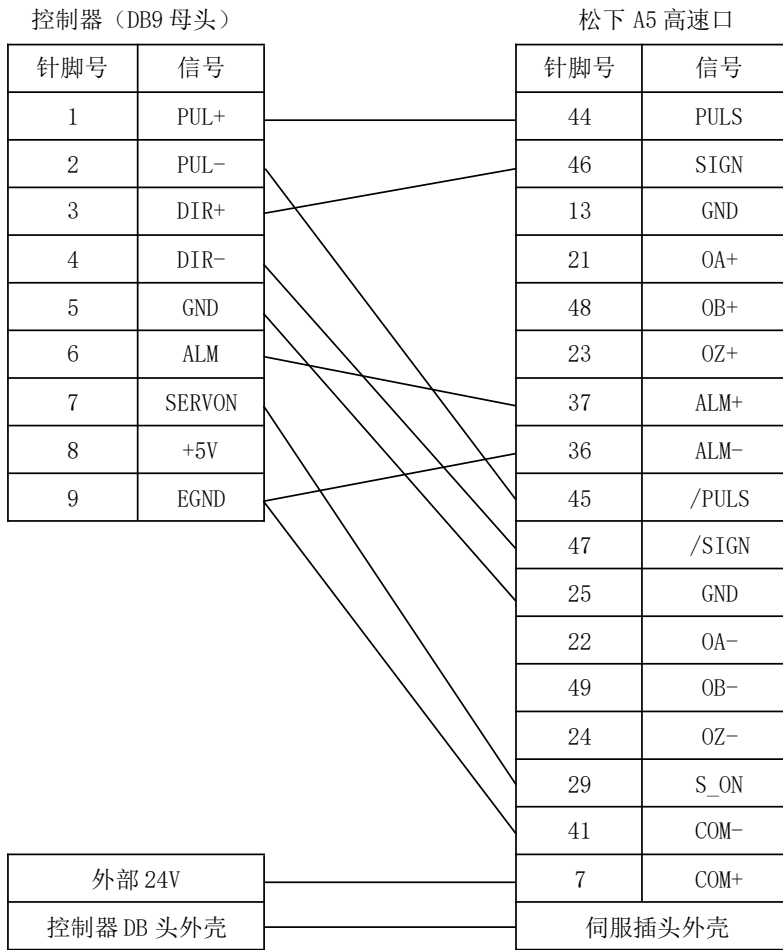 控制器（DB9 母头）
针脚号 信号
1 PUL+
2 PUL-
3 DIR+
4 DIR-
5 GND
6 ALM
7 SERVON
8 +5V
9 EGND
外部 24V
控制器 DB 头外壳
松下 A5 高速口
针脚号 信号
44 PULS
46 SIGN
13 GND
21 OA+
48 OB+
23 OZ+
37 ALM+
36 ALM-
45 /PULS
47 /SIGN
25 GND
22 OA-
49 OB-
24 OZ-
29 S_ON
41 COM-
7 COM+
伺服插头外壳